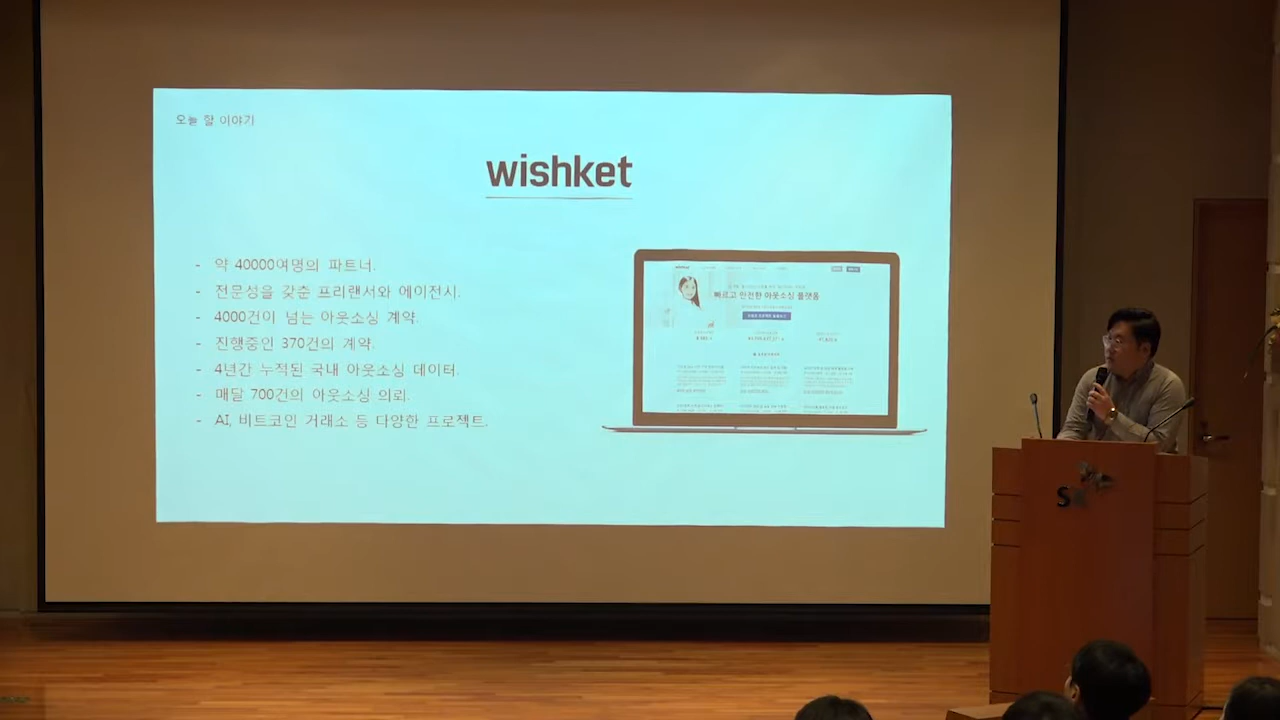 오늘 할 이야기
wishket
- 약 40000여명의 파트너.
- 전문성을 갖춘 프리랜서와 에이전시.
- 4000건이 넘는 아웃소싱 계약.
- 진행중인 370건의 계약.
- 4년간 누적된 국내 아웃소싱 데이터.
- 매달 700건의 아웃소싱 의뢰.
- AI, 비트코인 거래소 등 다양한 프로젝트.
wishket
빠르고 안전한 아웃소싱 플랫폼
SK